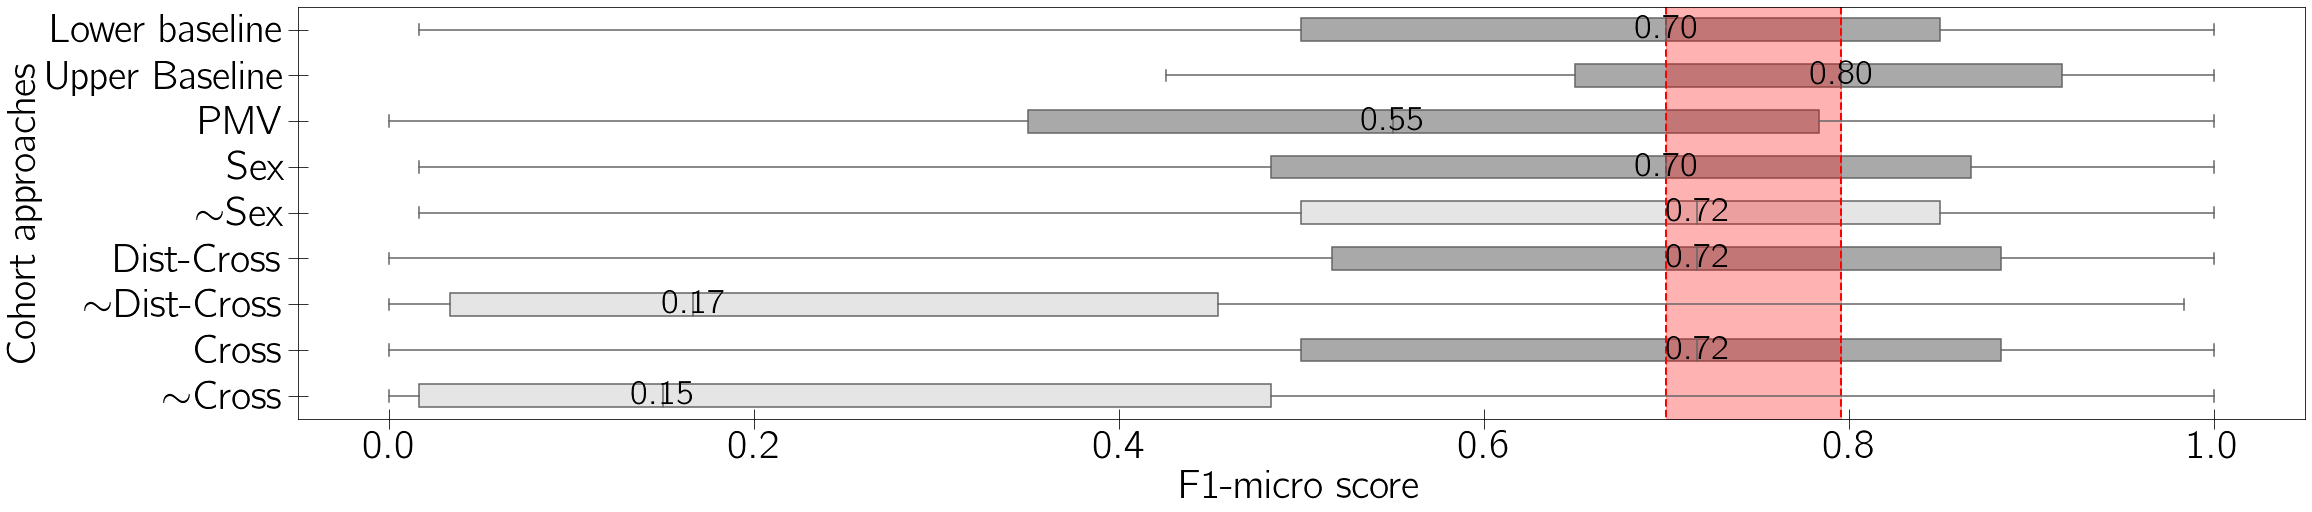 Cohort approaches
Lower baseline
0.70
Upper Baseline
0.80
PMV
0.55
Sex
0.70
~Sex
0.72
Dist-Cross
0.72
~Dist-Cross
0.17
Cross
0.72
~Cross
0.15
0.0 0.2 0.4 0.6 0.8 1.0
F1-micro score